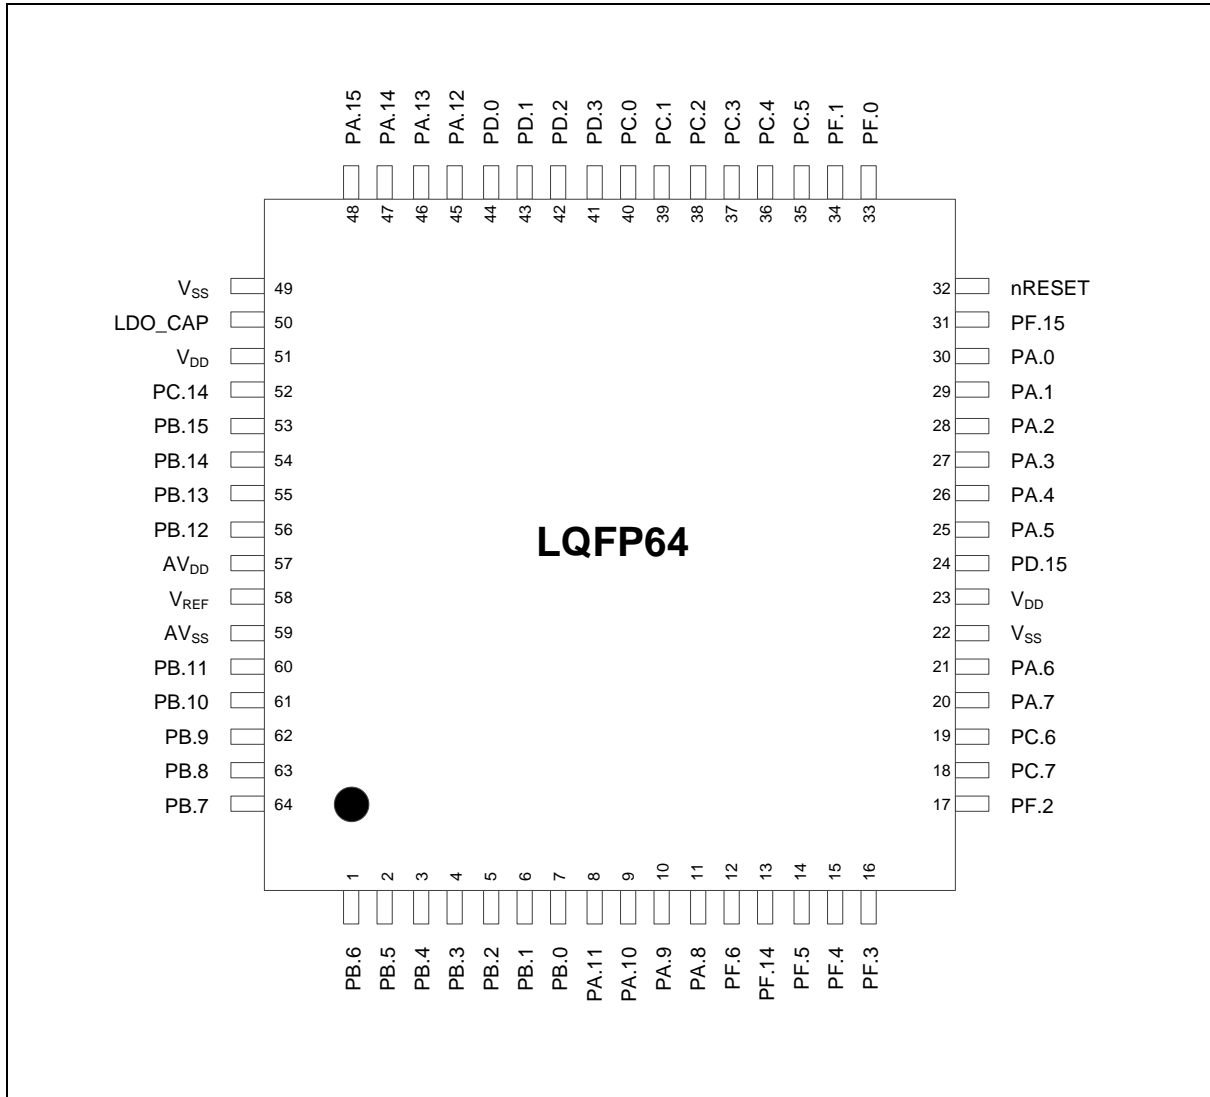 PA.15 PA.14 PA.13 PA.12 PD.0 PD.1 PD.2 PD.3 PC.0 PC.1 PC.2 PC.3 PC.4 PC.5 PF.1 PF.0
48 47 46 45 44 43 42 41 40 39 38 37 36 35 34 33
VSS 49 32 nRESET
LDO_CAP 50 31 PF.15
VDD 51 30 PA.0
PC.14 52 29 PA.1
PB.15 53 28 PA.2
PB.14 54 27 PA.3
PB.13 55 26 PA.4
PB.12 56 25 PA.5
LQFP64
AVDD 57 24 PD.15
VREF 58 23 VDD
AVSS 59 22 VSS
PB.11 60 21 PA.6
PB.10 61 20 PA.7
PB.9 62 19 PC.6
PB.8 63 18 PC.7
PB.7 64 17 PF.2
1 2 3 4 5 6 7 8 9 10 11 12 13 14 15 16
PB.6 PB.5 PB.4 PB.3 PB.2 PB.1 PB.0 PA.11 PA.10 PA.9 PA.8 PF.6 PF.14 PF.5 PF.4 PF.3